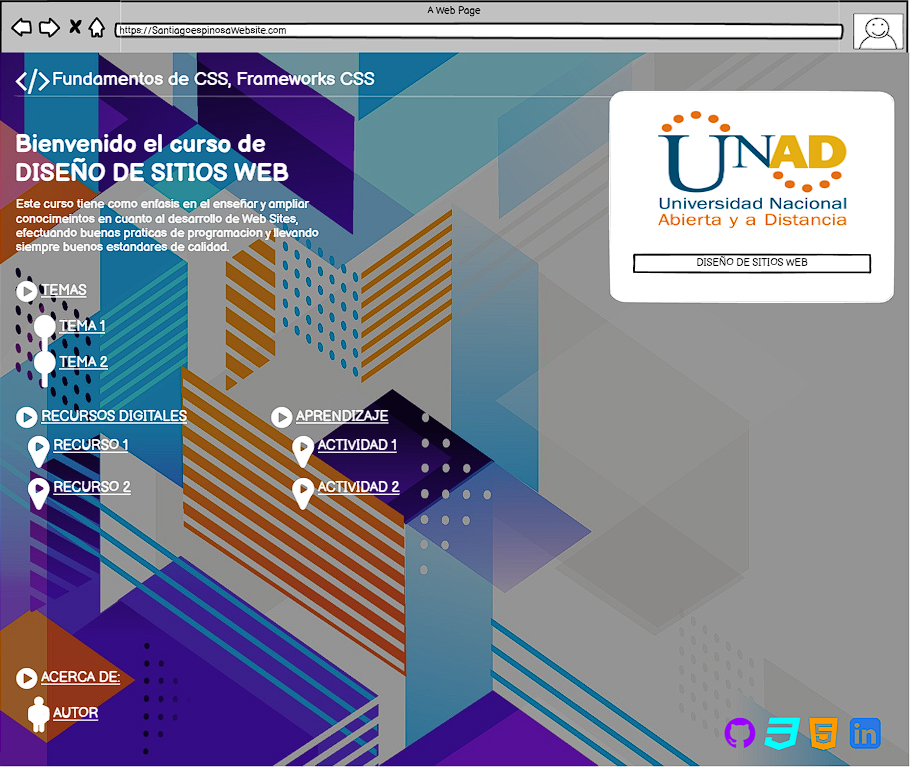 A Web Page
https://SantiagoespinosaWebsite.com
</>Fundamentos de CSS, Frameworks CSS
Bienvenido el curso de
DISEÑO DE SITIOS WEB
Este curso tiene como enfasis en el enseñar y ampliar
conocimeintos en cuanto al desarrollo de Web Sites,
efectuando buenas praticas de programacion y llevando
siempre buenos estandares de calidad.
UNAD
Universidad Nacional
Abierta y a Distancia
DISEÑO DE SITIOS WEB
TEMAS
TEMA 1
TEMA 2
RECURSOS DIGITALES
RECURSO 1
RECURSO 2
APRENDIZAJE
ACTIVIDAD 1
ACTIVIDAD 2
ACERCA DE:
AUTOR
in